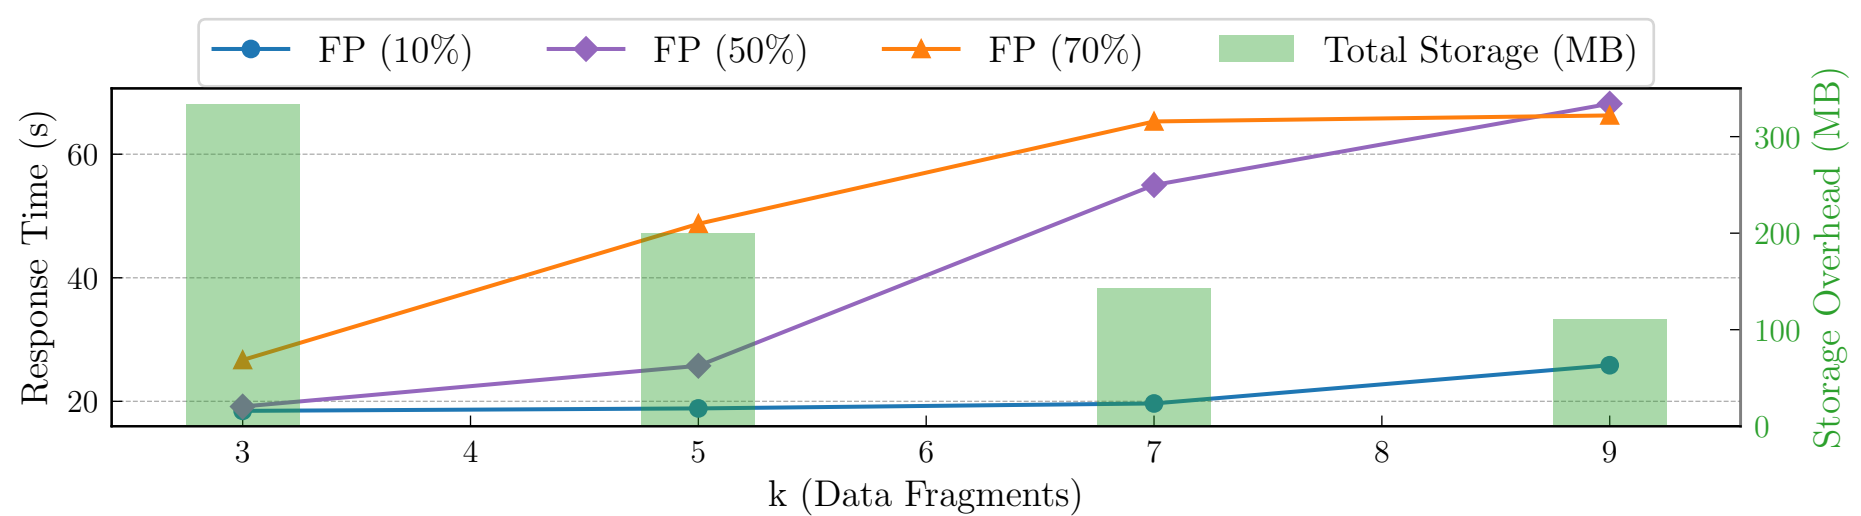 FP (10%) FP (50%) FP (70%) Total Storage (MB)
Response Time (s)
60
40
20
300
200
100
0
Storage Overhead (MB)
3 4 5 6 7 8 9
k (Data Fragments)